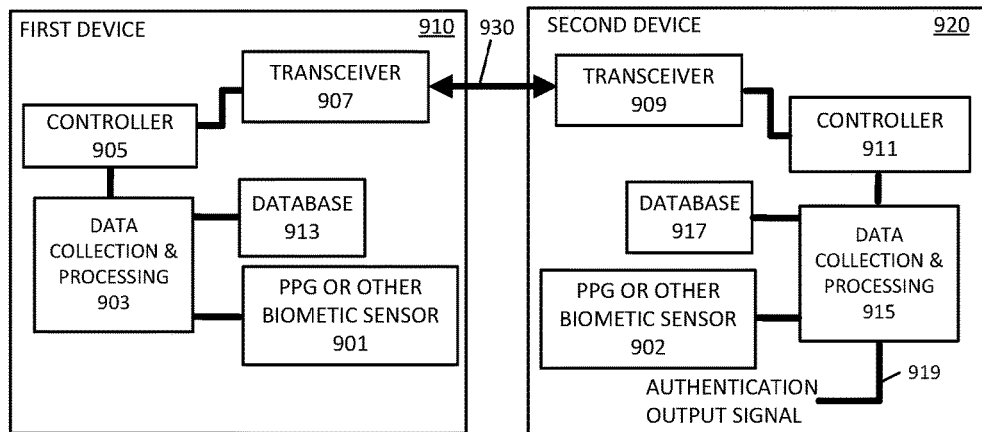 FIRST DEVICE 910
TRANSCEIVER
907
CONTROLLER
905
DATABASE
913
DATA
COLLECTION &
PROCESSING
903
PPG OR OTHER
BIOMETIC SENSOR
901
930
SECOND DEVICE 920
TRANSCEIVER
909
CONTROLLER
911
DATABASE
917
DATA
COLLECTION &
PROCESSING
915
PPG OR OTHER
BIOMETIC SENSOR
902
919
AUTHENTICATION
OUTPUT SIGNAL